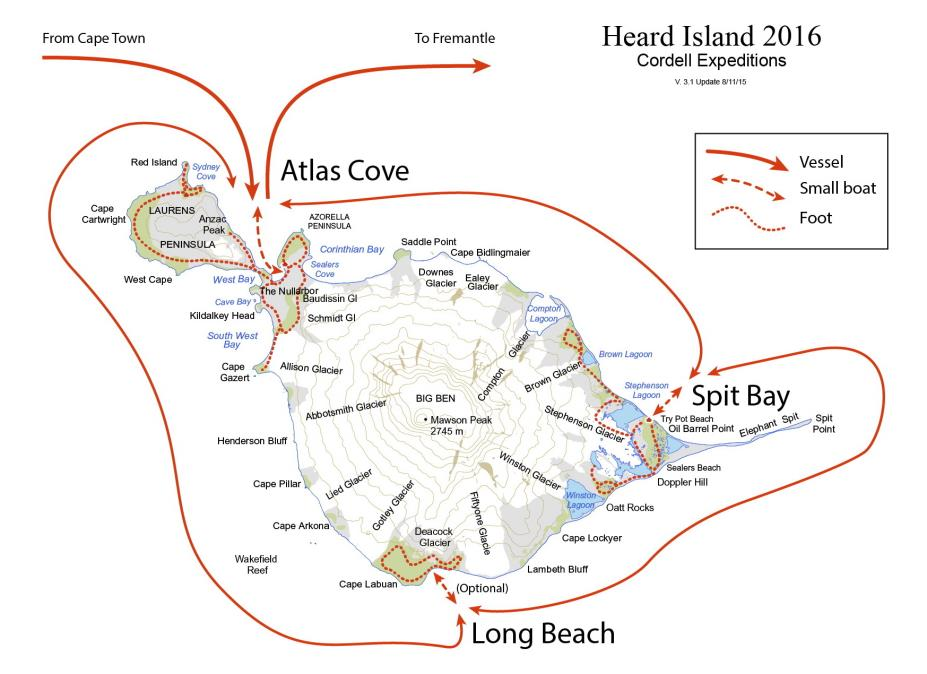 From Cape Town
To Fremantle
Heard Island 2016
Cordell Expeditions
V. 3.1 Update 8/11/15
Vessel
Small boat
Foot
Atlas Cove
Red Island
Sydney
Cove
Cape
Cartwright
LAURENS
Anzac
Peak
PENINSULA
West Cape
AZORELLA
PENINSULA
Corinthian Bay
Sealers
Cove
West Bay
The Nullarbor
Cave Bay
Baudissin Gl
Kildalkey Head
Schmidt Gl
South West
Bay
Cape
Gazert
Saddle Point
Cape Bidlingmaier
Downes
Glacier
Ealey
Glacier
Compton
Lagoon
Compton Glacier
Brown Lagoon
Brown Glacier
Stephenson
Lagoon
Stephenson Glacier
Spit Bay
Try Pot Beach
Oil Barrel Point
Elephant Spit
Spit
Point
Sealers Beach
Doppler Hill
Allison Glacier
Abbotsmith Glacier
BIG BEN
Mawson Peak
2745 m
Henderson Bluff
Winston Glacier
Winston
Lagoon
Oatt Rocks
Cape Pillar
Lied Glacier
Gotley Glacier
Fiftyone Glacie
Cape Arkona
Deacock
Glacier
Cape Lockyer
Wakefield
Reef
Lambeth Bluff
Cape Labuan
(Optional)
Long Beach